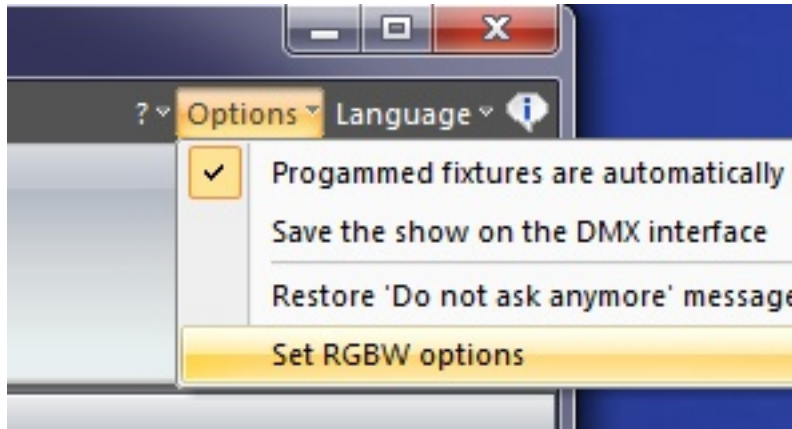 ? Options Language
Progammed fixtures are automatically
Save the show on the DMX interface
Restore 'Do not ask anymore' message
Set RGBW options